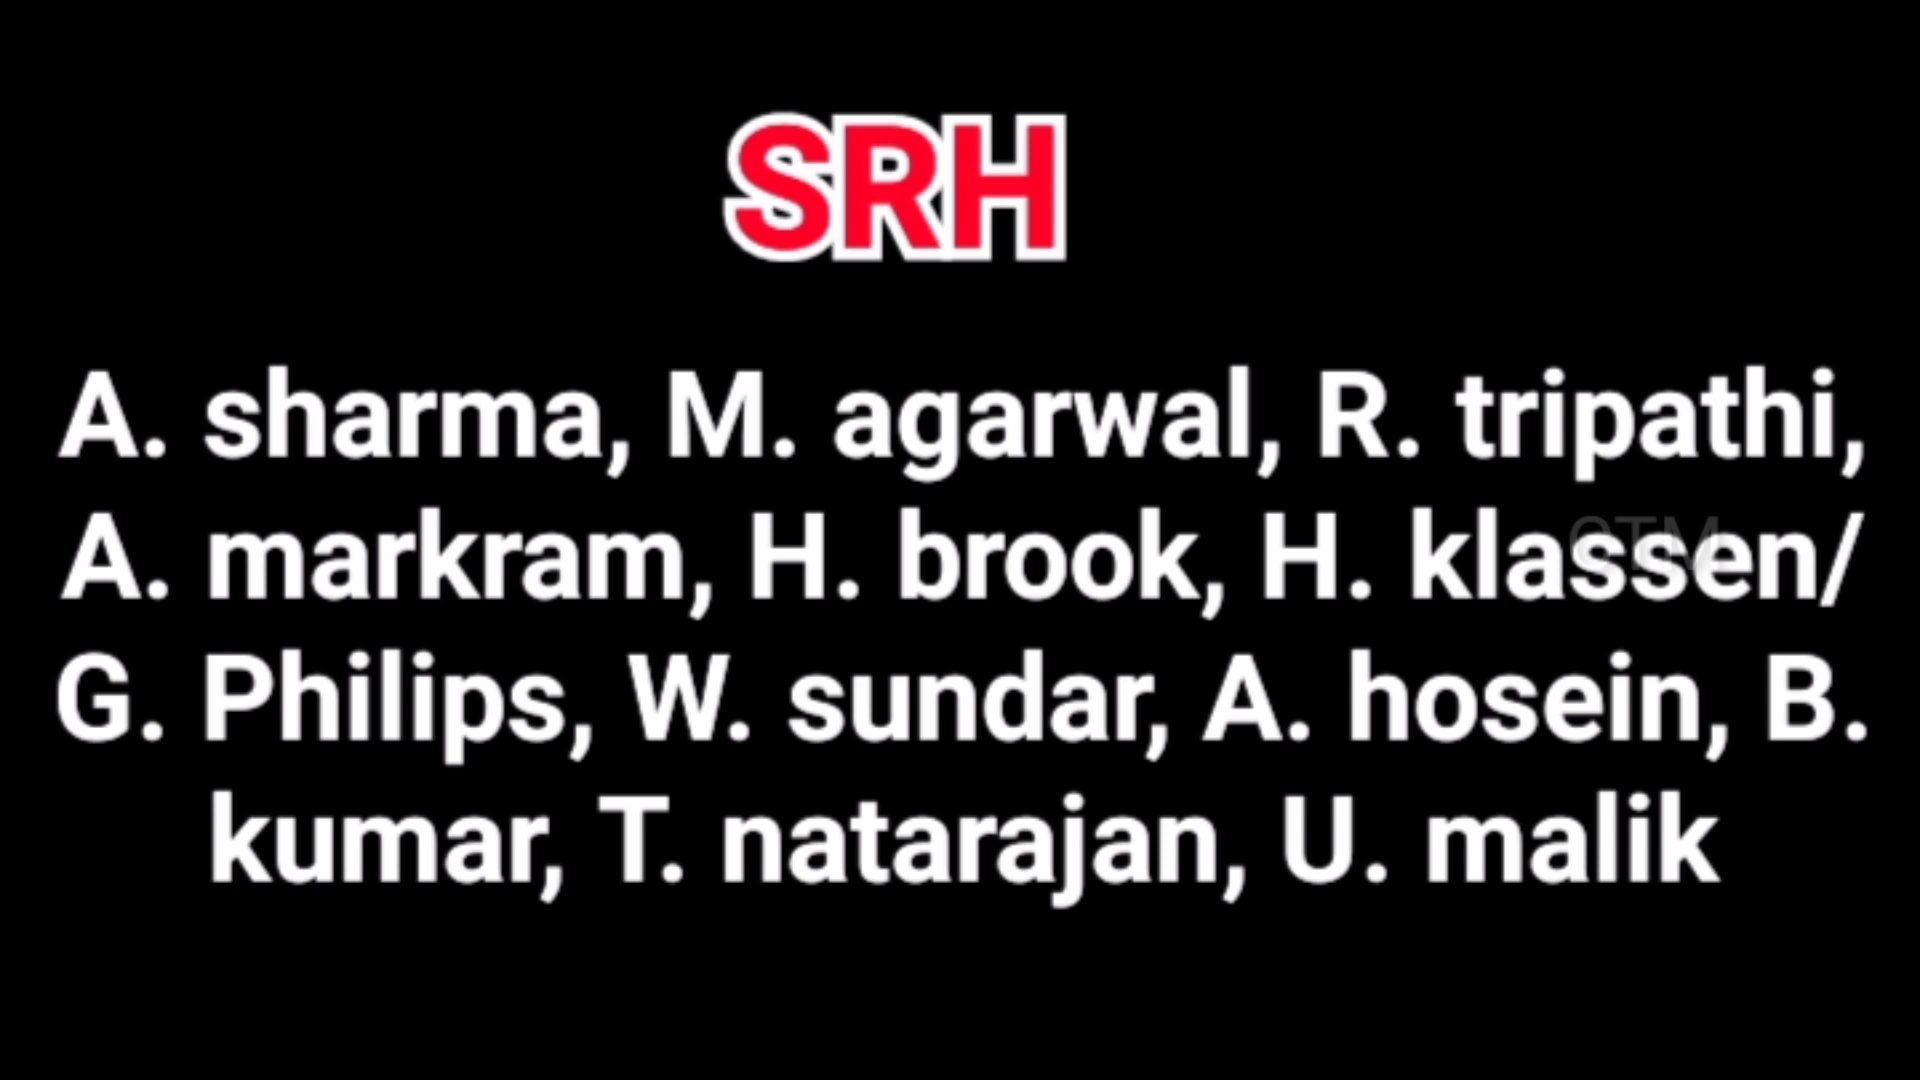 SRH
A. sharma, M. agarwal, R. tripathi,
A. markram, H. brook, H. klassen/
G. Philips, W. sundar, A. hosein, B.
kumar, T. natarajan, U. malik